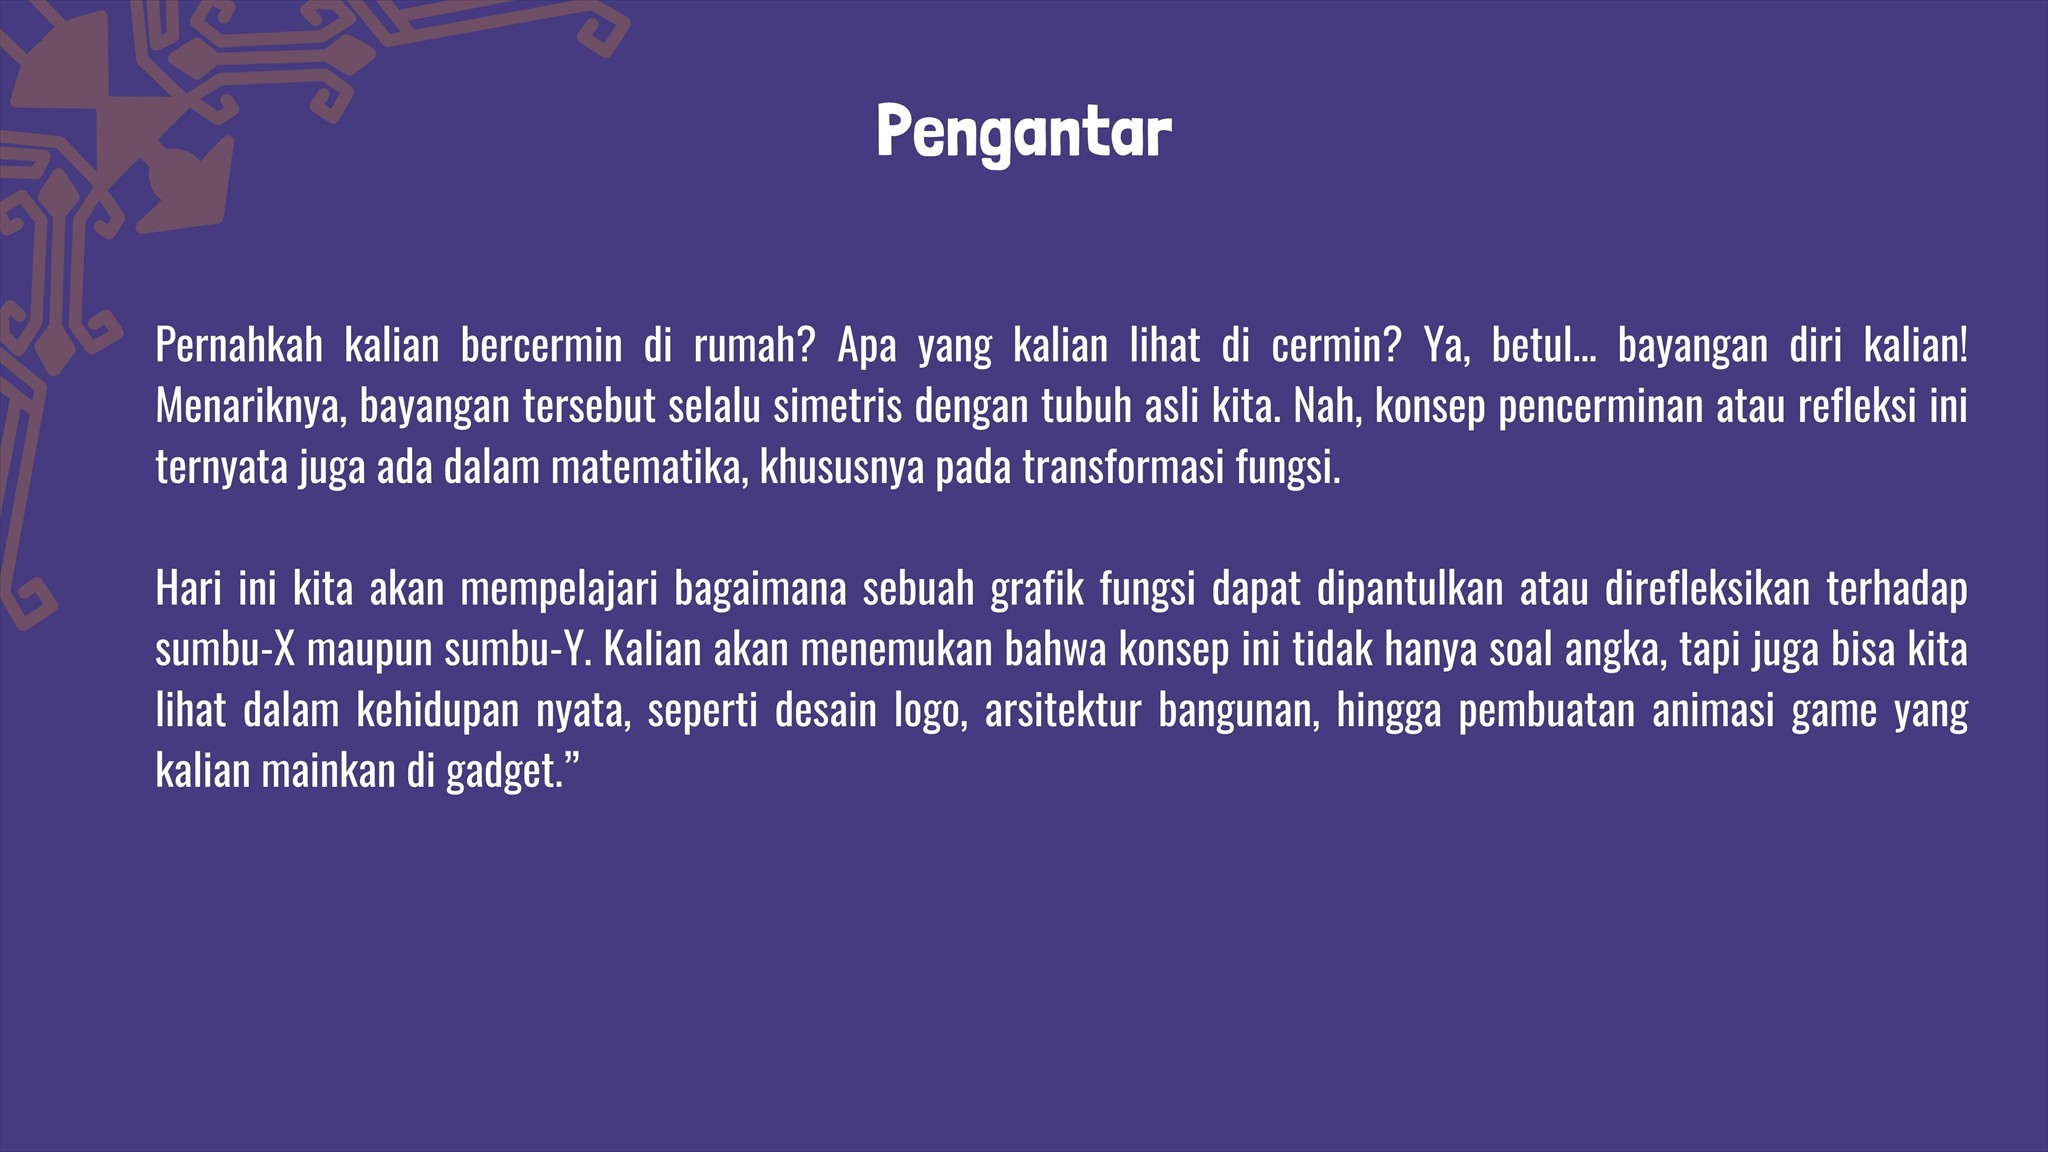 Pengantar
Pernahkah kalian bercermin di rumah? Apa yang kalian lihat di cermin? Ya, betul... bayangan diri kalian!
Menariknya, bayangan tersebut selalu simetris dengan tubuh asli kita. Nah, konsep pencerminan atau refleksi ini
ternyata juga ada dalam matematika, khususnya pada transformasi fungsi.
Hari ini kita akan mempelajari bagaimana sebuah grafik fungsi dapat dipantulkan atau direfleksikan terhadap
sumbu-X maupun sumbu-Y. Kalian akan menemukan bahwa konsep ini tidak hanya soal angka, tapi juga bisa kita
lihat dalam kehidupan nyata, seperti desain logo, arsitektur bangunan, hingga pembuatan animasi game yang
kalian mainkan di gadget.”